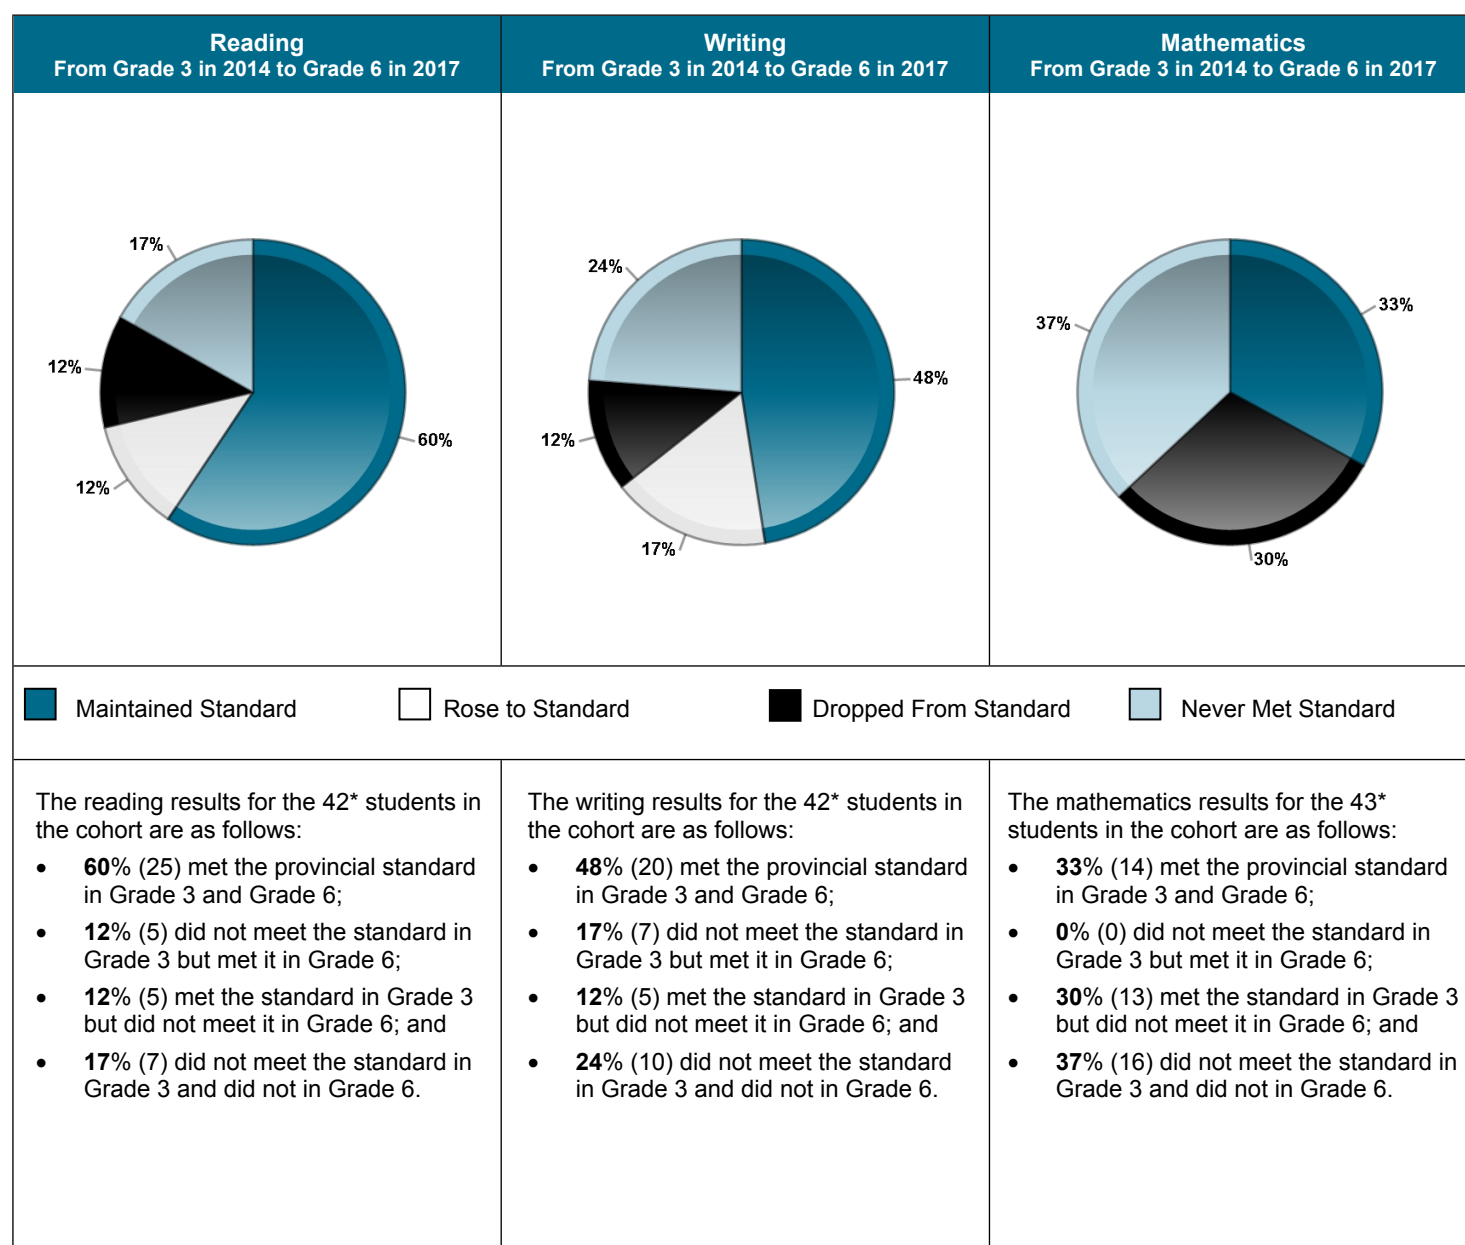 Reading
From Grade 3 in 2014 to Grade 6 in 2017
Writing
From Grade 3 in 2014 to Grade 6 in 2017
Mathematics
From Grade 3 in 2014 to Grade 6 in 2017
17%
12%
12%
60%
24%
12%
17%
48%
37%
33%
30%
Maintained Standard
Rose to Standard
Dropped From Standard
Never Met Standard
The reading results for the 42* students in
the cohort are as follows:
• 60% (25) met the provincial standard
in Grade 3 and Grade 6;
• 12% (5) did not meet the standard in
Grade 3 but met it in Grade 6;
• 12% (5) met the standard in Grade 3
but did not meet it in Grade 6; and
• 17% (7) did not meet the standard in
Grade 3 and did not in Grade 6.
The writing results for the 42* students in
the cohort are as follows:
• 48% (20) met the provincial standard
in Grade 3 and Grade 6;
• 17% (7) did not meet the standard in
Grade 3 but met it in Grade 6;
• 12% (5) met the standard in Grade 3
but did not meet it in Grade 6; and
• 24% (10) did not meet the standard
in Grade 3 and did not in Grade 6.
The mathematics results for the 43*
students in the cohort are as follows:
• 33% (14) met the provincial standard
in Grade 3 and Grade 6;
• 0% (0) did not meet the standard in
Grade 3 but met it in Grade 6;
• 30% (13) met the standard in Grade 3
but did not meet it in Grade 6; and
• 37% (16) did not meet the standard in
Grade 3 and did not in Grade 6.